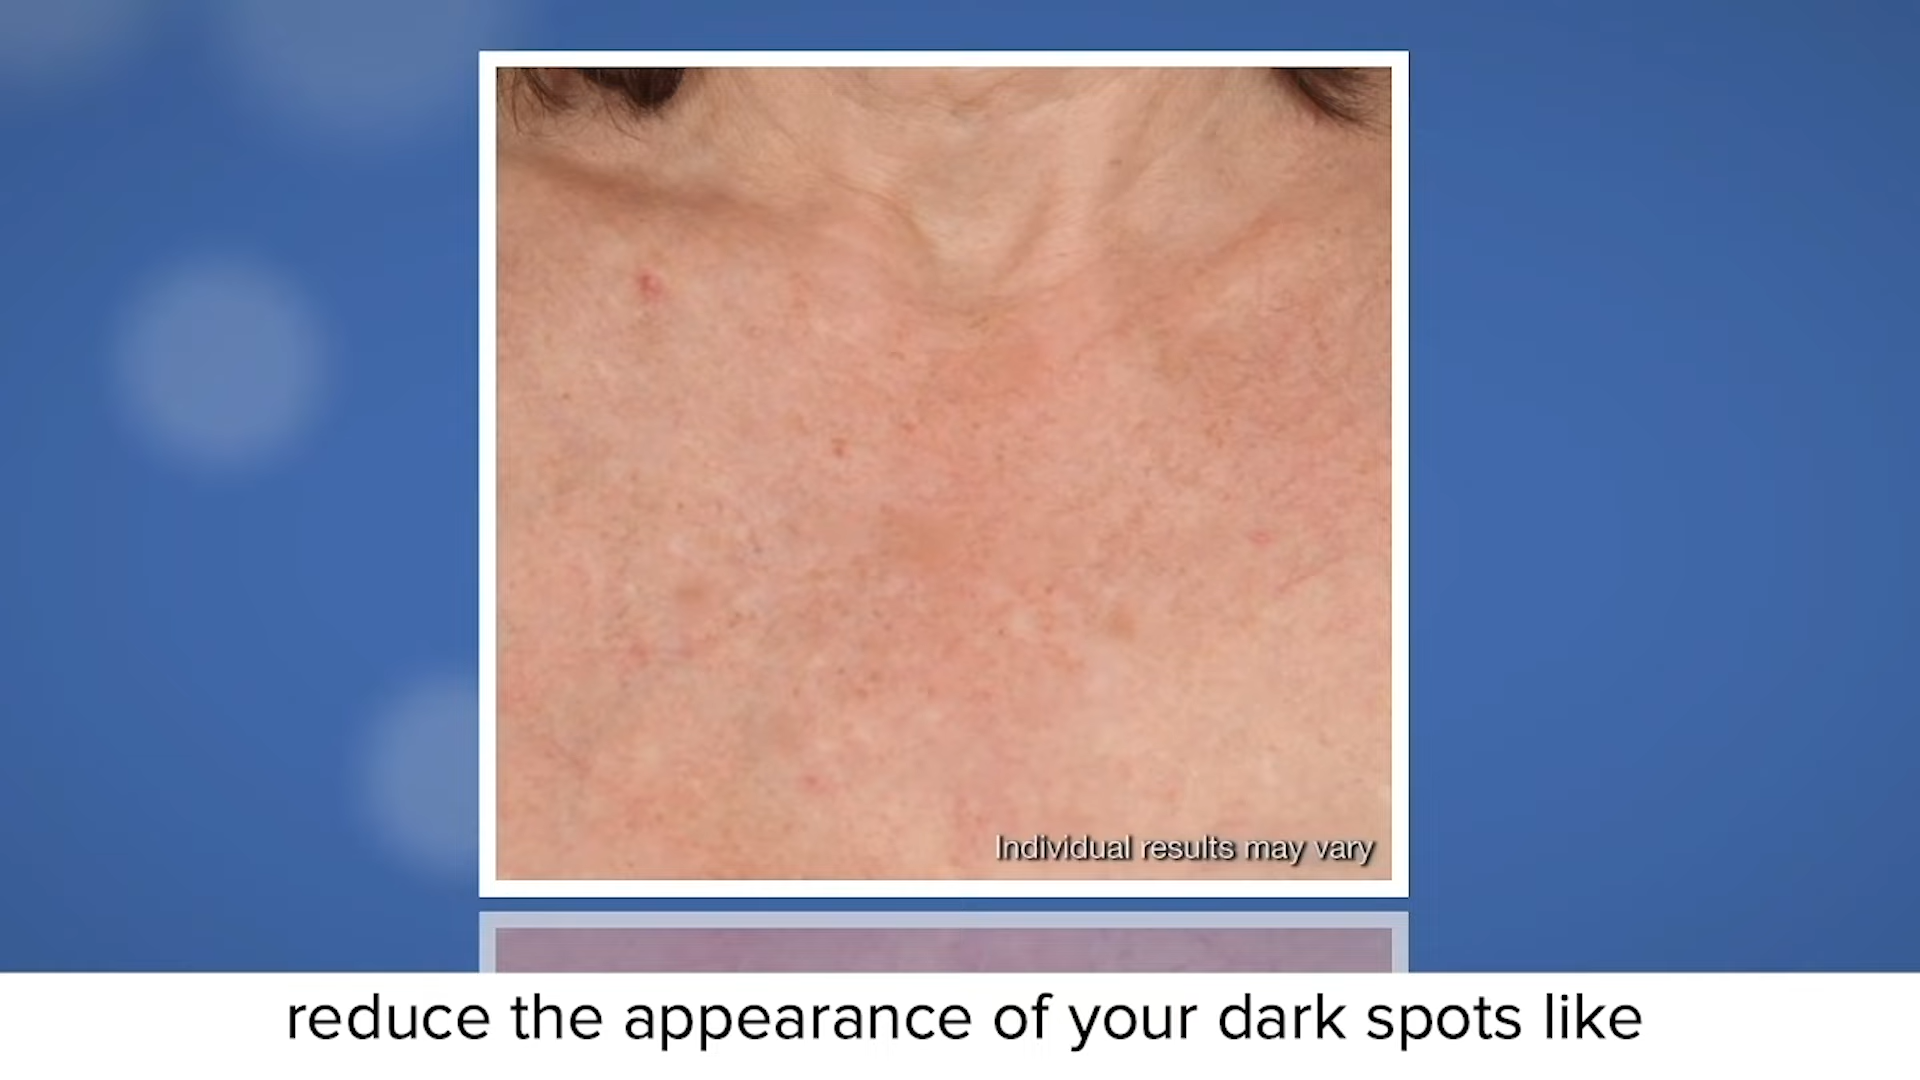 Individual results may vary
reduce the appearance of your dark spots like